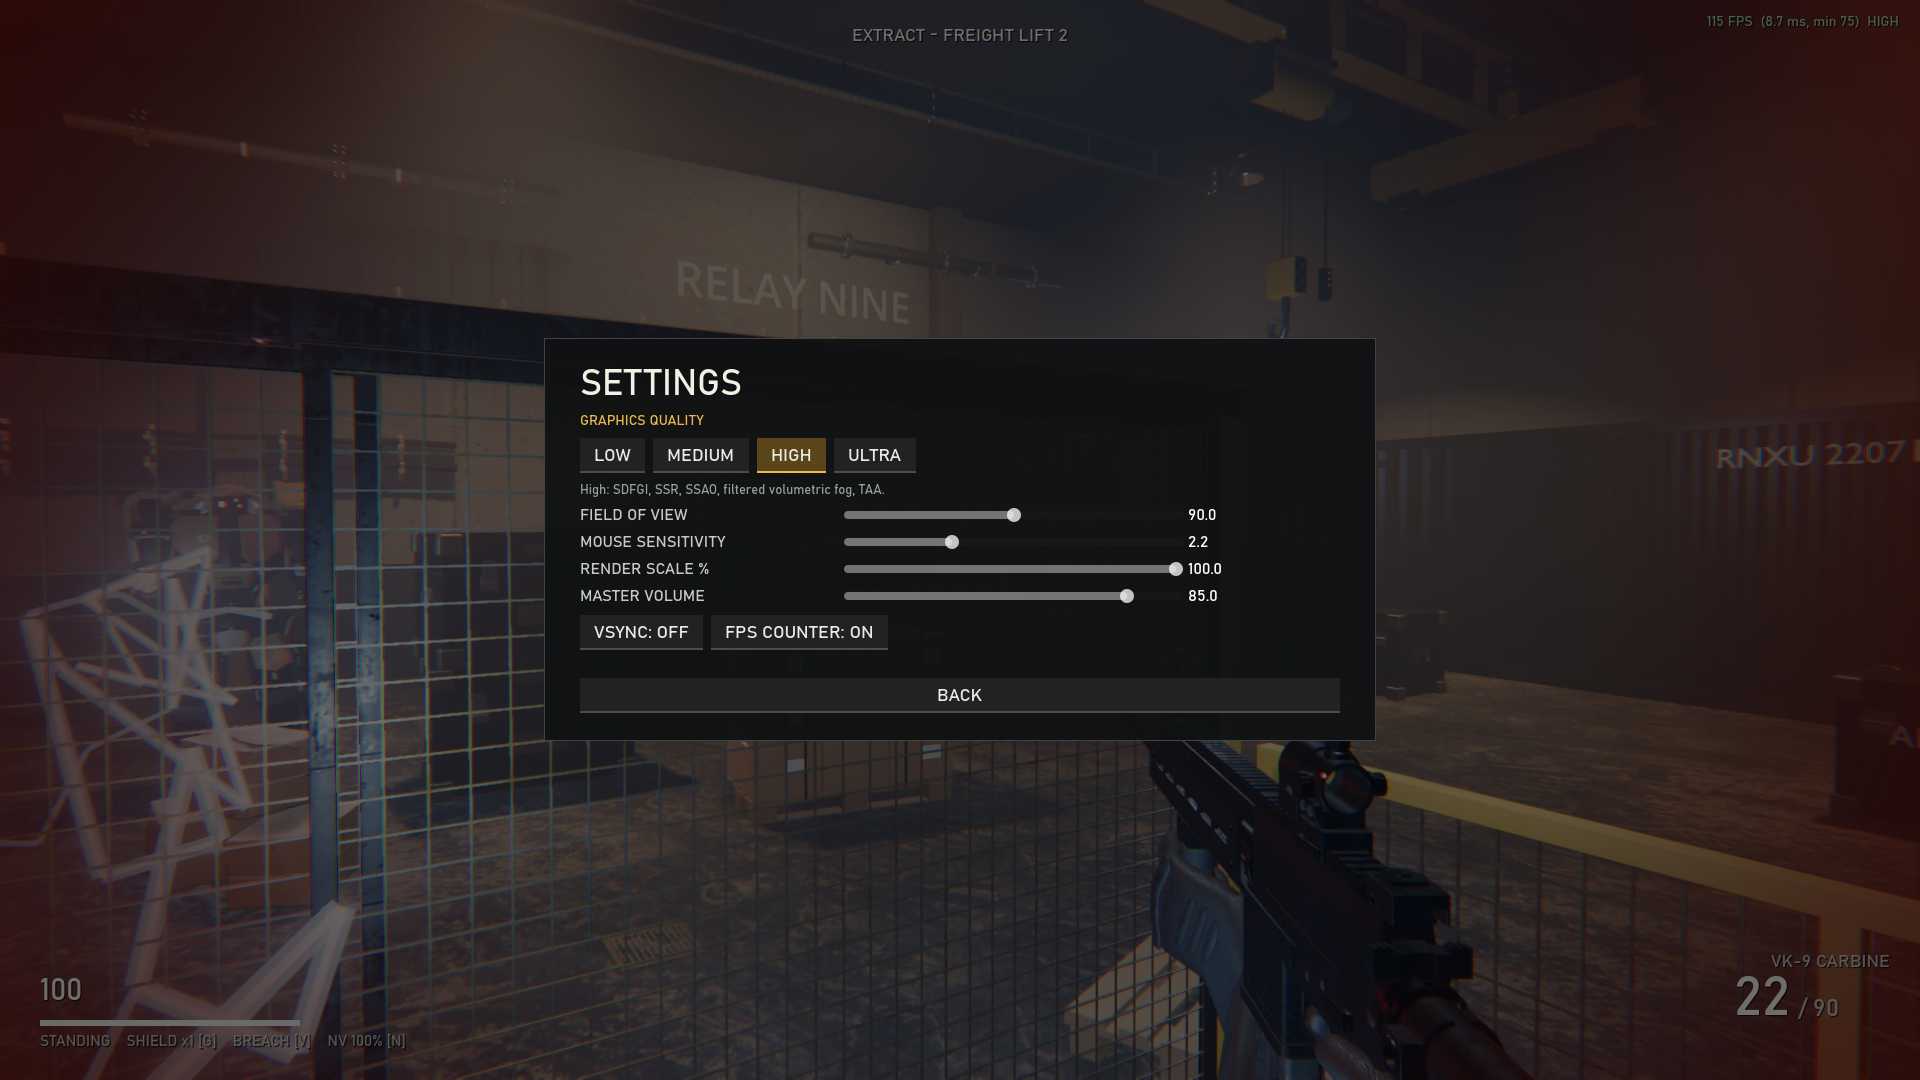 EXTRACT - FREIGHT LIFT 2
115 FPS (8.7 ms, min 75) HIGH
RELAY NINE
SETTINGS
GRAPHICS QUALITY
LOW MEDIUM HIGH ULTRA
High: SDFGI, SSR, SSAO, filtered volumetric fog, TAA.
FIELD OF VIEW 90.0
MOUSE SENSITIVITY 2.2
RENDER SCALE % 100.0
MASTER VOLUME 85.0
VSYNC: OFF FPS COUNTER: ON
BACK
RNXU 2207
VK-9 CARBINE
22 / 90
100
STANDING SHIELD x1 [G] BREACH [V] NV 100% [N]